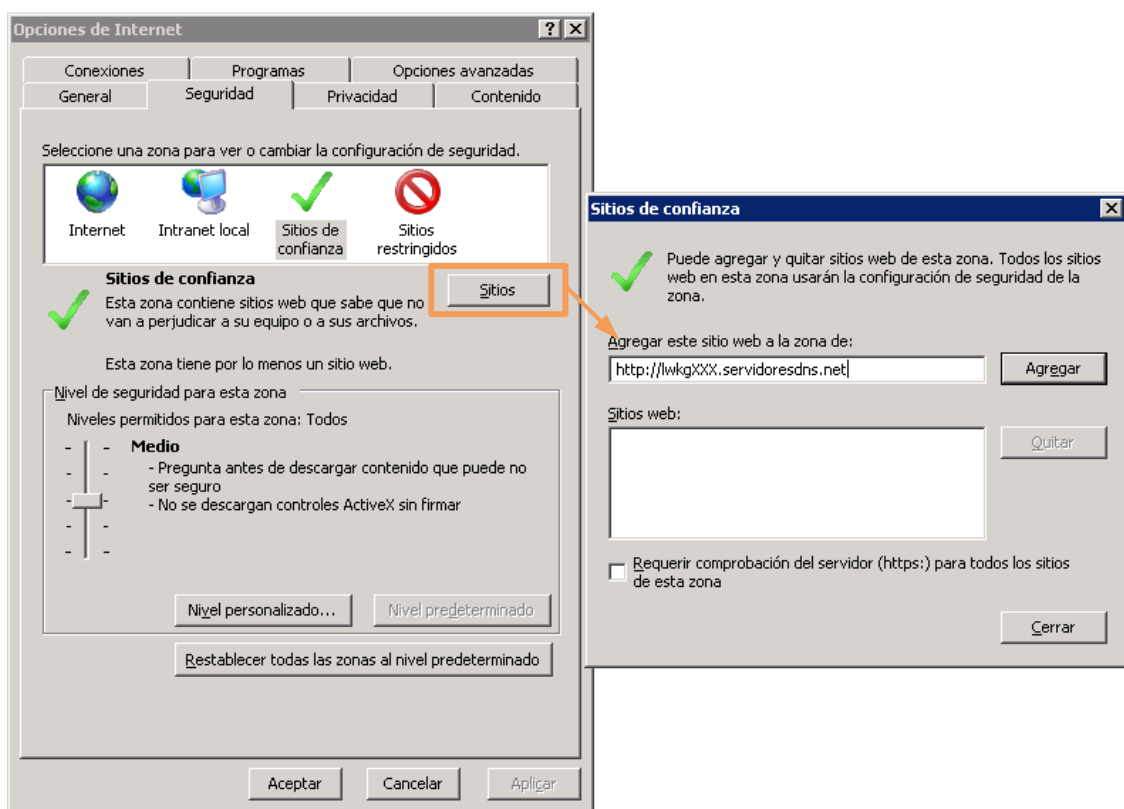 Opciones de Internet
Conexiones
Programas
Opciones avanzadas
General
Seguridad
Privacidad
Contenido
Seleccione una zona para ver o cambiar la configuración de seguridad.
Internet
Intranet local
Sitios de
confianza
Sitios
restringidos
Sitios de confianza
Esta zona contiene sitios web que sabe que no
van a perjudicar a su equipo o a sus archivos.
Sitios
Esta zona tiene por lo menos un sitio web.
Nivel de seguridad para esta zona
Niveles permitidos para esta zona: Todos
Medio
- Pregunta antes de descargar contenido que puede no
ser seguro
- No se descargan controles ActiveX sin firmar
Nivel personalizado...
Nivel predeterminado
Restablecer todas las zonas al nivel predeterminado
Aceptar
Cancelar
Aplicar
Sitios de confianza
Puede agregar y quitar sitios web de esta zona. Todos los sitios
web en esta zona usarán la configuración de seguridad de la
zona.
Agregar este sitio web a la zona de:
http://lwkgXXX.servidoresdns.net
Agregar
Sitios web:
Quitar
Requerir comprobación del servidor (https:) para todos los sitios
de esta zona
Cerrar